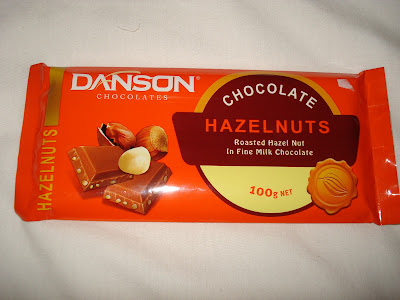 HAZELNUTS
DANSON®
CHOCOLATES
CHOCOLATE
HAZELNUTS
Roasted Hazel Nut
In Fine Milk Chocolate
100g NET